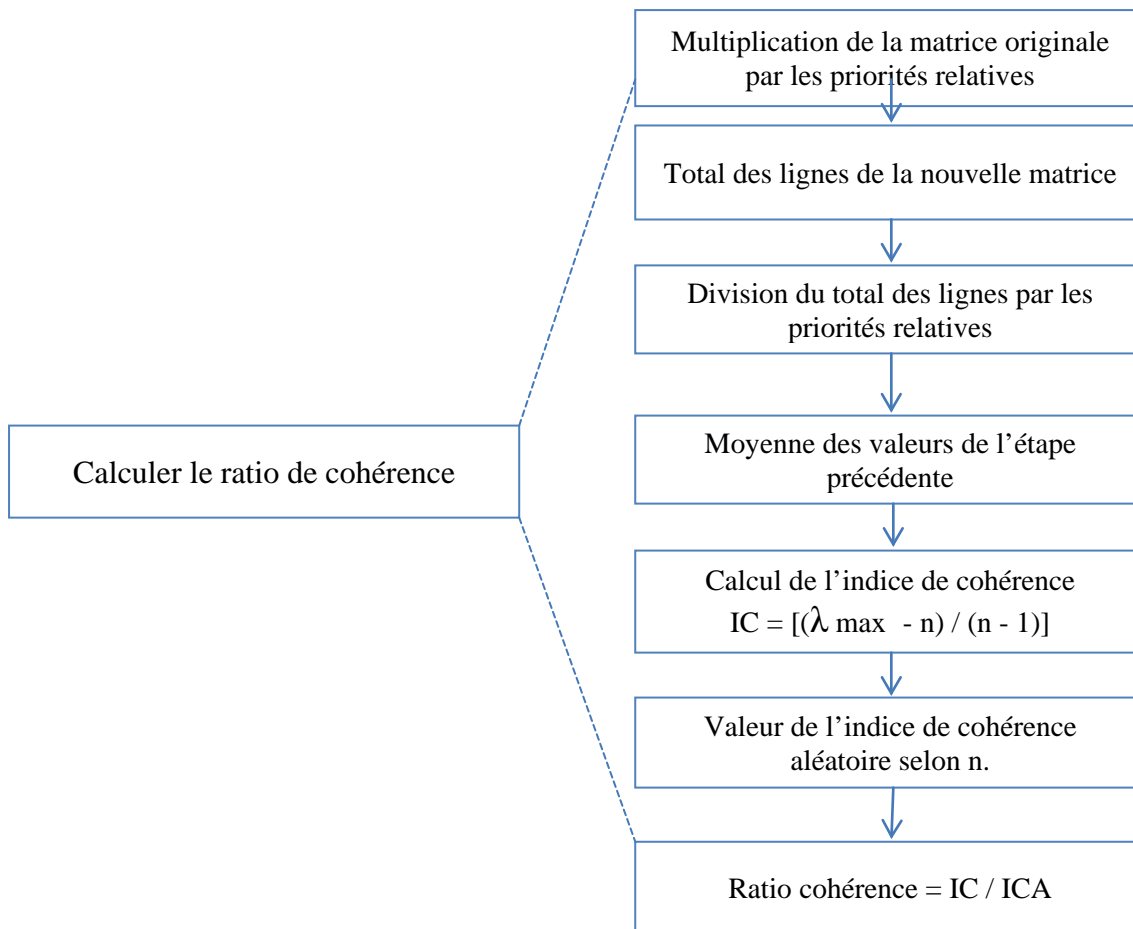 Multiplication de la matrice originale
par les priorités relatives
Total des lignes de la nouvelle matrice
Division du total des lignes par les
priorités relatives
Calculer le ratio de cohérence
Moyenne des valeurs de l’étape
précédente
Calcul de l’indice de cohérence
IC = [(λ max - n) / (n - 1)]
Valeur de l’indice de cohérence
aléatoire selon n.
Ratio cohérence = IC / ICA